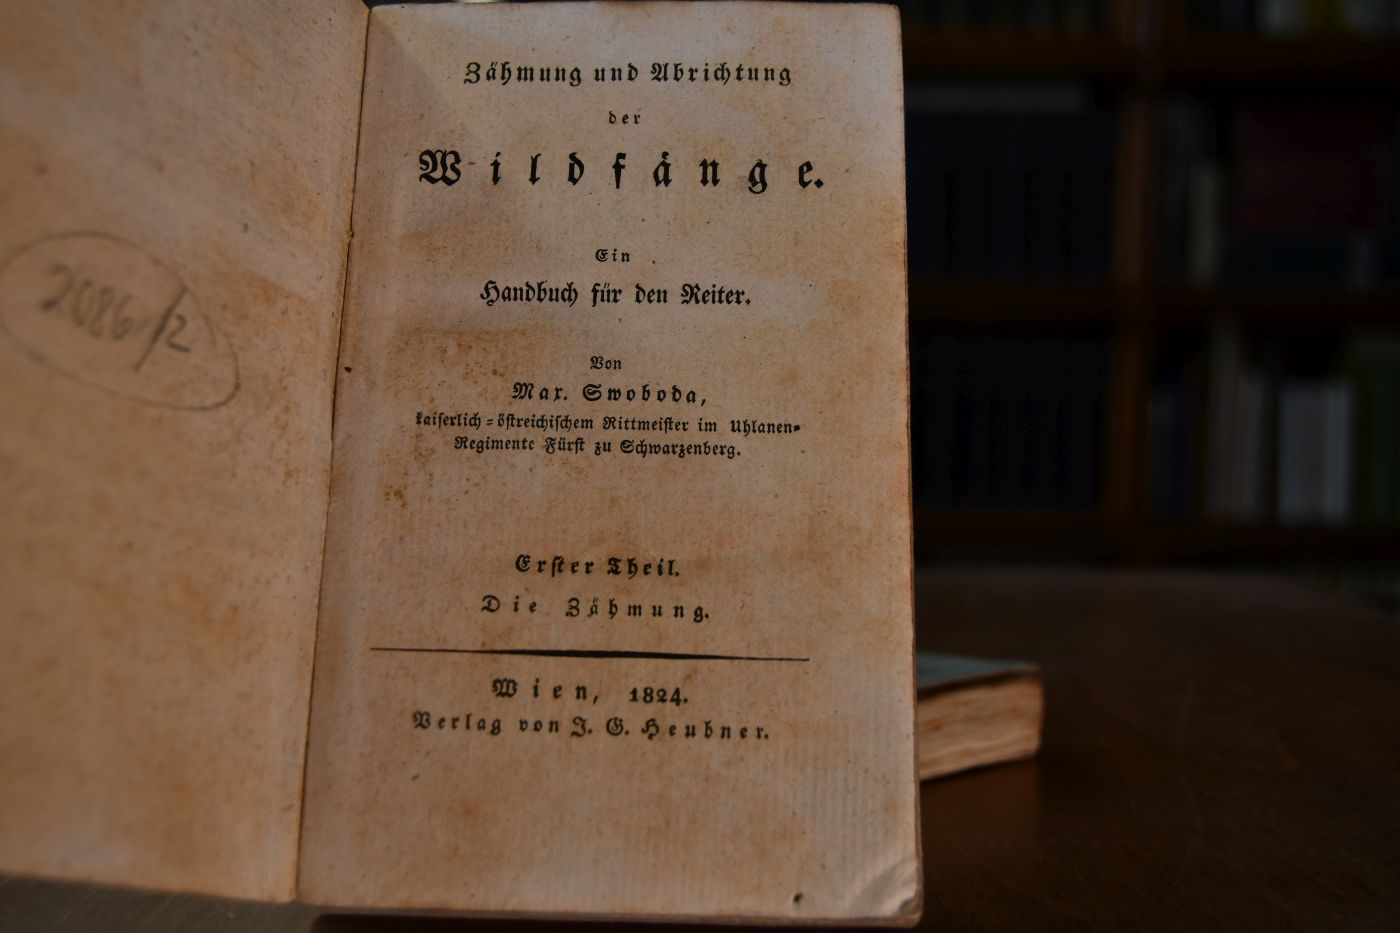 2086/2
Zähmung und Abrichtung
der
Wildfänge.
Ein
Handbuch für den Reiter.
Von
Max. Swoboda,
kaiserlich-östreichischem Rittmeister im Uhlanen-
Regimente Fürst zu Schwarzenberg.
Erster Theil.
Die Zähmung.
Wien, 1824.
Verlag von J. G. Heubner.